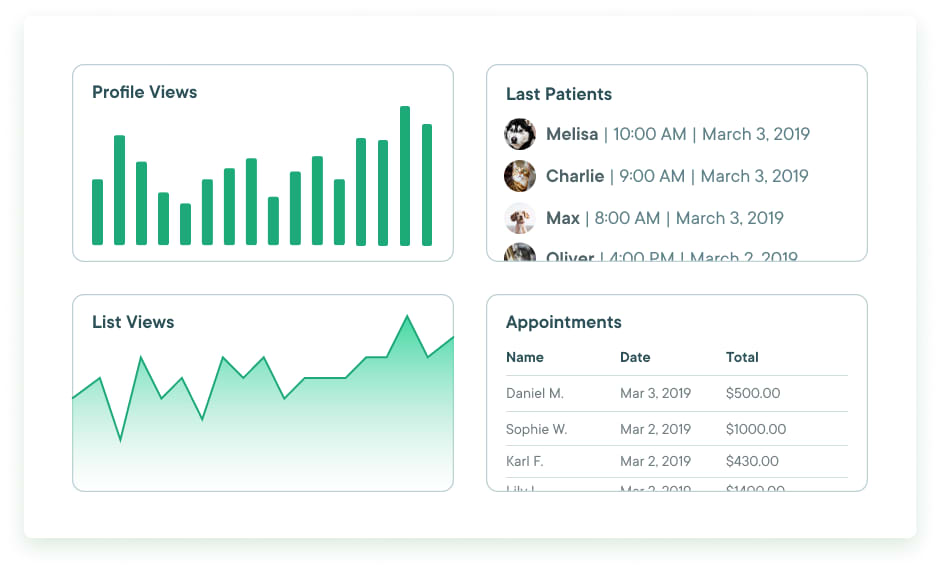 Profile Views
Last Patients
Melisa | 10:00 AM | March 3, 2019
Charlie | 9:00 AM | March 3, 2019
Max | 8:00 AM | March 3, 2019
Oliver | 4:00 PM | March 2, 2019
List Views
Appointments
Name Date Total
Daniel M. Mar 3, 2019 $500.00
Sophie W. Mar 2, 2019 $1000.00
Karl F. Mar 2, 2019 $430.00
Mar 2, 2019 $1400.00